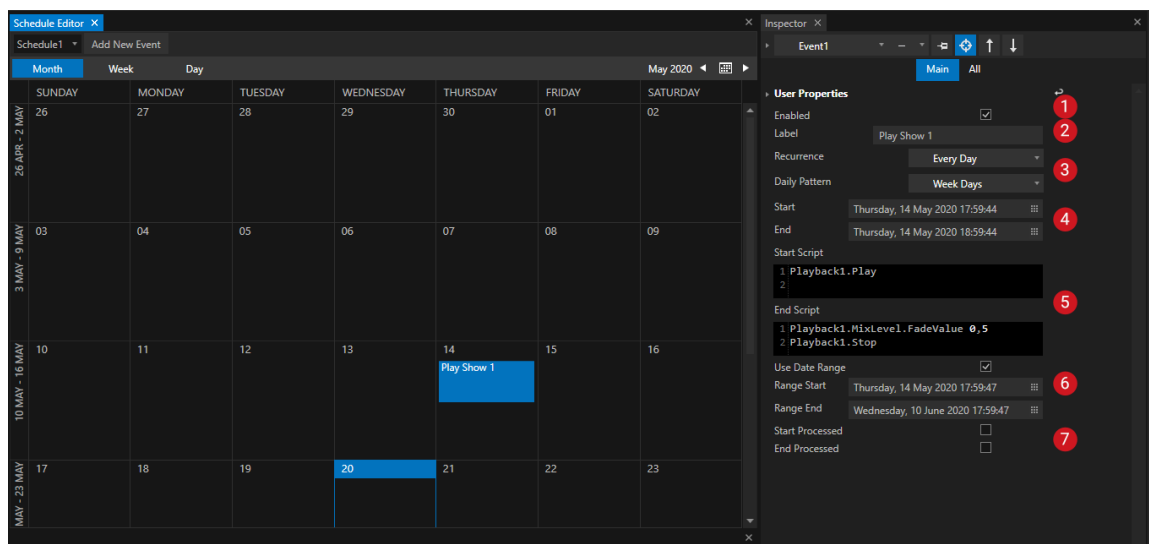 Schedule Editor
Schedule1 Add New Event
Month Week Day May 2020
SUNDAY MONDAY TUESDAY WEDNESDAY THURSDAY FRIDAY SATURDAY
26 APR - 2 MAY
26 27 28 29 30 01 02
3 MAY - 9 MAY
03 04 05 06 07 08 09
10 MAY - 16 MAY
10 11 12 13 14 15 16
Play Show 1
MAY - 23 MAY
17 18 19 20 21 22 23
Inspector
Event1 –
Main All
User Properties
Enabled 1
Label Play Show 1 2
Recurrence Every Day
3
Daily Pattern Week Days
Start Thursday, 14 May 2020 17:59:44
4
End Thursday, 14 May 2020 18:59:44
Start Script
1 Playback1.Play
2
5
End Script
1 Playback1.MixLevel.FadeValue 0,5
2 Playback1.Stop
Use Date Range
6
Range Start Thursday, 14 May 2020 17:59:47
Range End Wednesday, 10 June 2020 17:59:47
Start Processed
7
End Processed